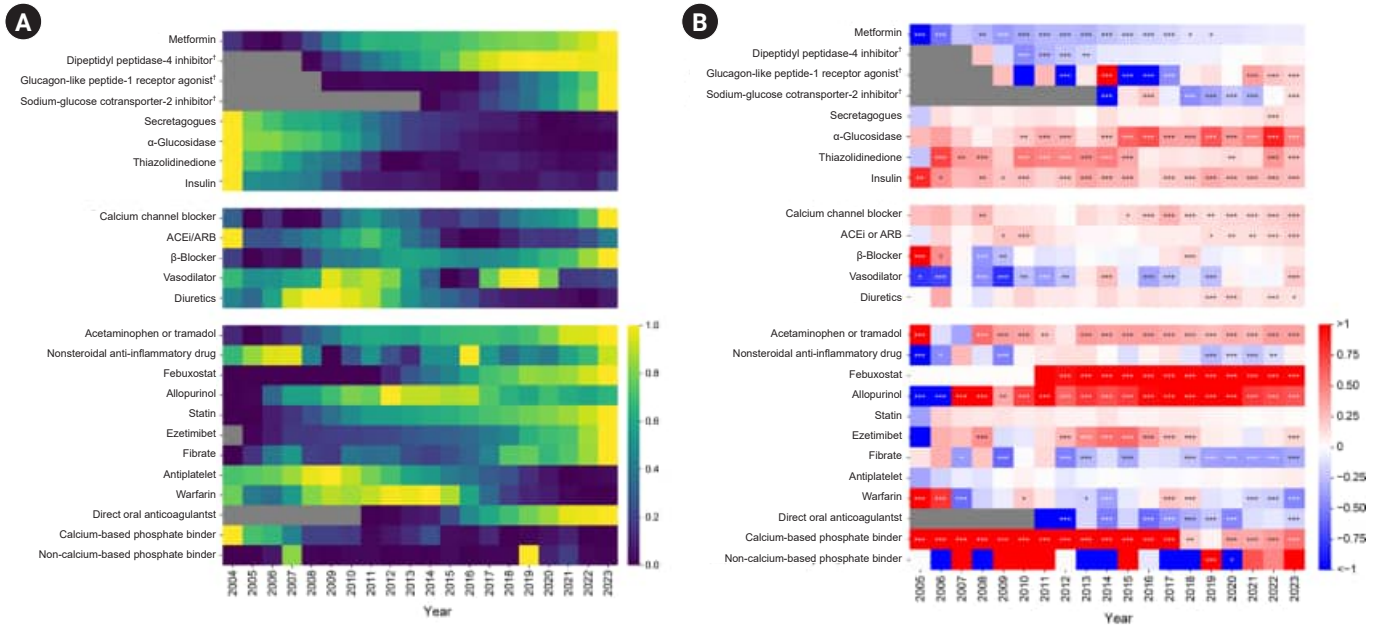 A
Metformin
Dipeptidyl peptidase-4 inhibitor†
Glucagon-like peptide-1 receptor agonist†
Sodium-glucose cotransporter-2 inhibitor†
Secretagogues
α-Glucosidase
Thiazolidinedione
Insulin
Calcium channel blocker
ACEi/ARB
β-Blocker
Vasodilator
Diuretics
Acetaminophen or tramadol
Nonsteroidal anti-inflammatory drug
Febuxostat
Allopurinol
Statin
Ezetimibet
Fibrate
Antiplatelet
Warfarin
Direct oral anticoagulantst
Calcium-based phosphate binder
Non-calcium-based phosphate binder
1.0
0.8
0.6
0.4
0.2
0.0
2004 2005 2006 2007 2008 2009 2010 2011 2012 2013 2014 2015 2016 2017 2018 2019 2020 2021 2022 2023
Year
B
Metformin
Dipeptidyl peptidase-4 inhibitor†
Glucagon-like peptide-1 receptor agonist†
Sodium-glucose cotransporter-2 inhibitor†
Secretagogues
α-Glucosidase
Thiazolidinedione
Insulin
Calcium channel blocker
ACEi or ARB
β-Blocker
Vasodilator
Diuretics
Acetaminophen or tramadol
Nonsteroidal anti-inflammatory drug
Febuxostat
Allopurinol
Statin
Ezetimibet
Fibrate
Antiplatelet
Warfarin
Direct oral anticoagulantst
Calcium-based phosphate binder
Non-calcium-based phosphate binder
>1
0.75
0.50
0.25
0
−0.25
−0.50
−0.75
<−1
2005 2006 2007 2008 2009 2010 2011 2012 2013 2014 2015 2016 2017 2018 2019 2020 2021 2022 2023
Year